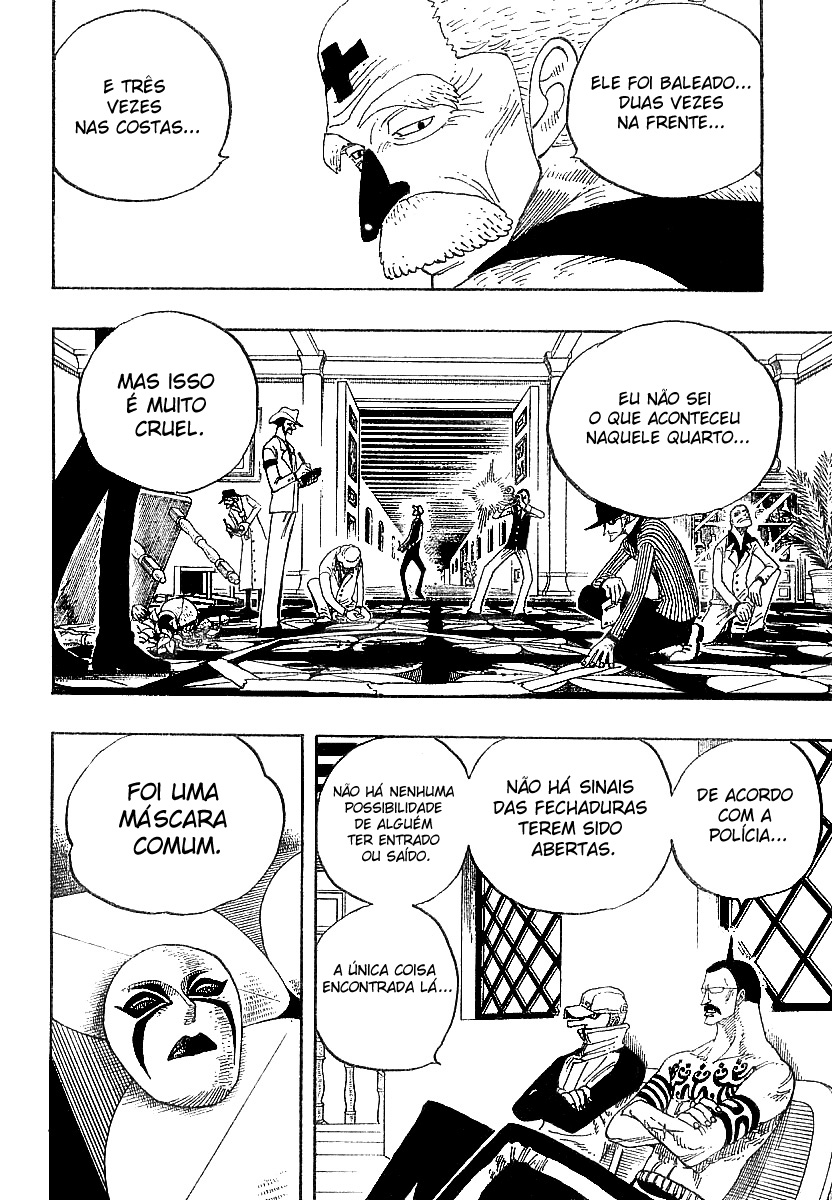 ELE FOI BALEADO...
DUAS VEZES
NA FRENTE...
E TRÊS
VEZES
NAS COSTAS...
EU NÃO SEI
O QUE ACONTECEU
NAQUELE QUARTO...
MAS ISSO
É MUITO
CRUEL.
DE ACORDO
COM A
POLÍCIA...
NÃO HÁ SINAIS
DAS FECHADURAS
TEREM SIDO
ABERTAS.
NÃO HÁ NENHUMA
POSSIBILIDADE
DE ALGUÉM
TER ENTRADO
OU SAÍDO.
A ÚNICA COISA
ENCONTRADA LÁ...
FOI UMA
MÁSCARA
COMUM.